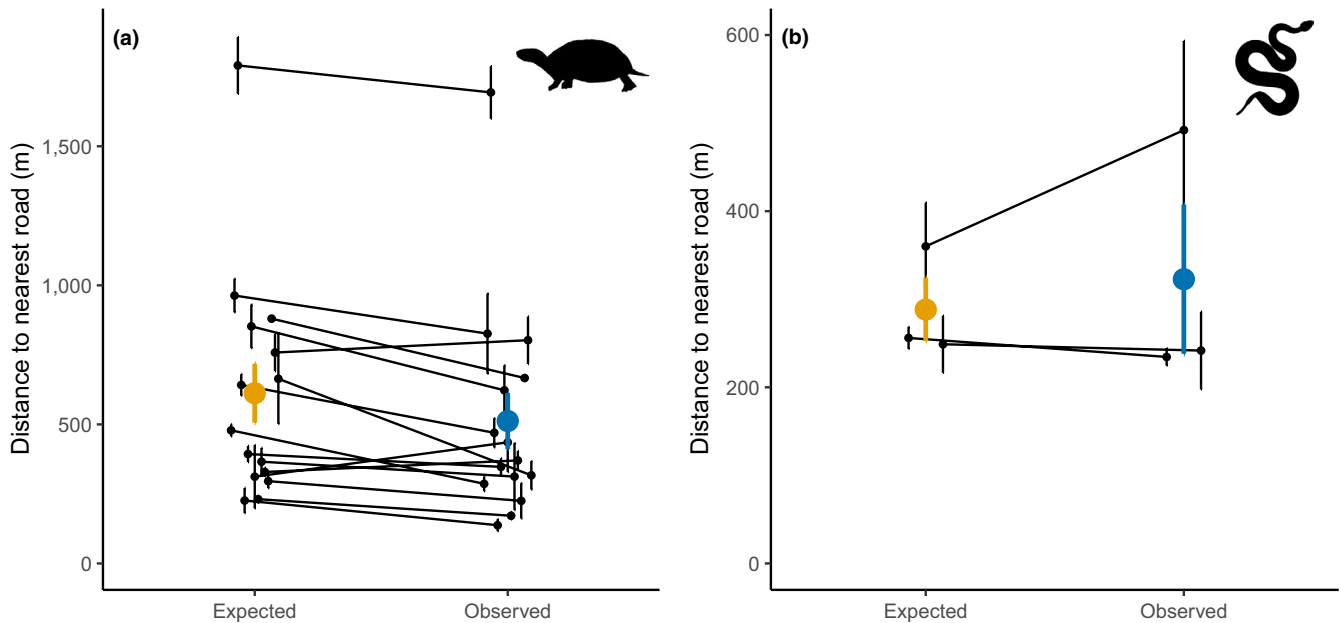 (a)
Distance to nearest road (m)
1,500
1,000
500
0
Expected Observed
(b)
Distance to nearest road (m)
600
400
200
0
Expected Observed